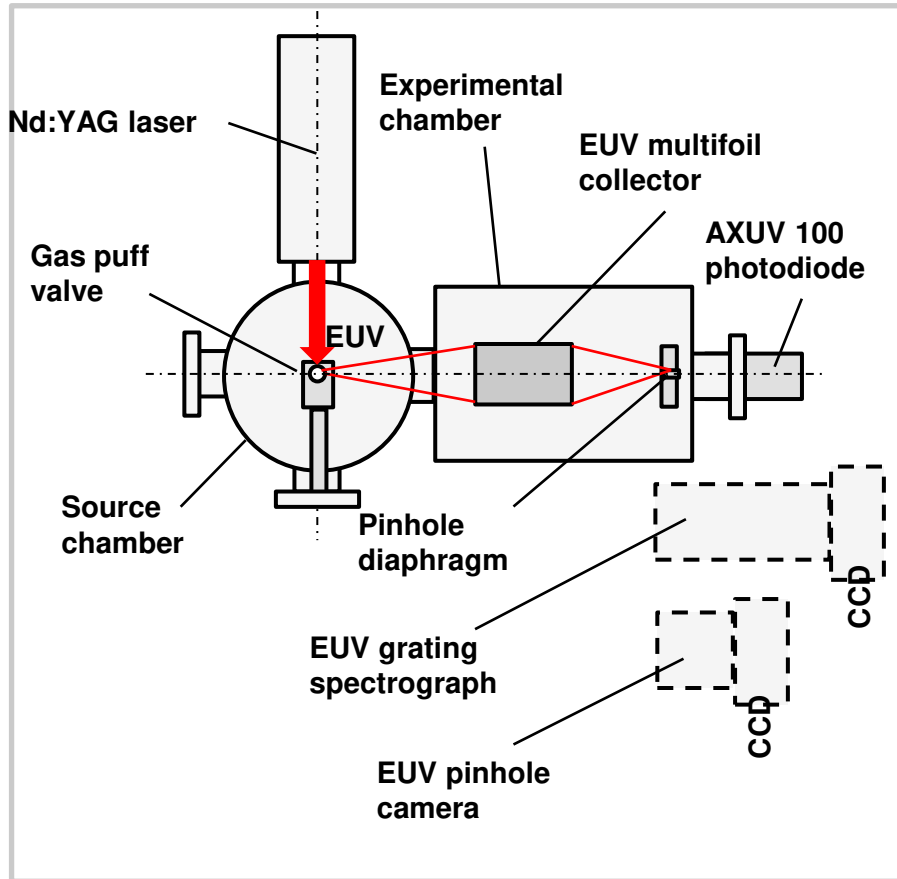 Nd:YAG laser
Experimental
chamber
EUV multifoil
collector
AXUV 100
photodiode
Gas puff
valve
EUV
Source
chamber
Pinhole
diaphragm
CCD
EUV grating
spectrograph
CCD
EUV pinhole
camera